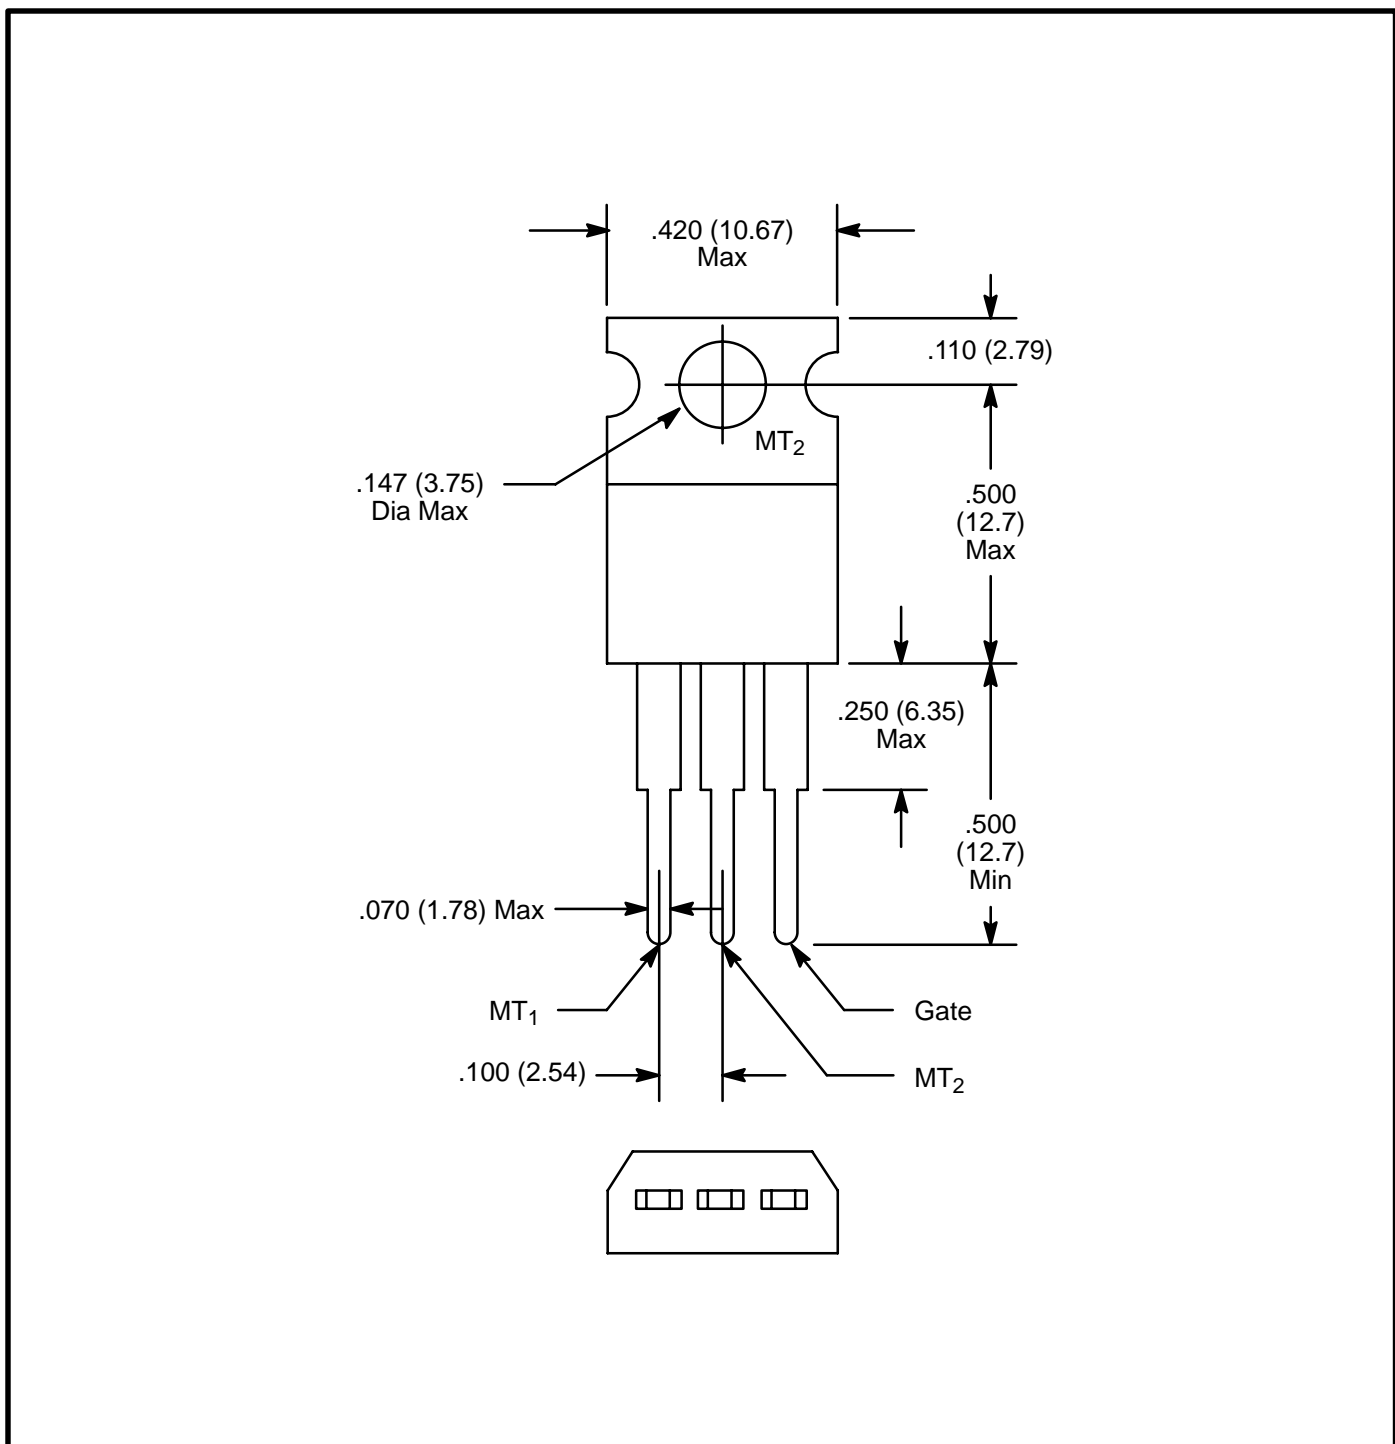 .420 (10.67)
Max
.110 (2.79)
MT2
.147 (3.75)
Dia Max
.500
(12.7)
Max
.250 (6.35)
Max
.500
(12.7)
Min
.070 (1.78) Max
MT1
Gate
.100 (2.54)
MT2